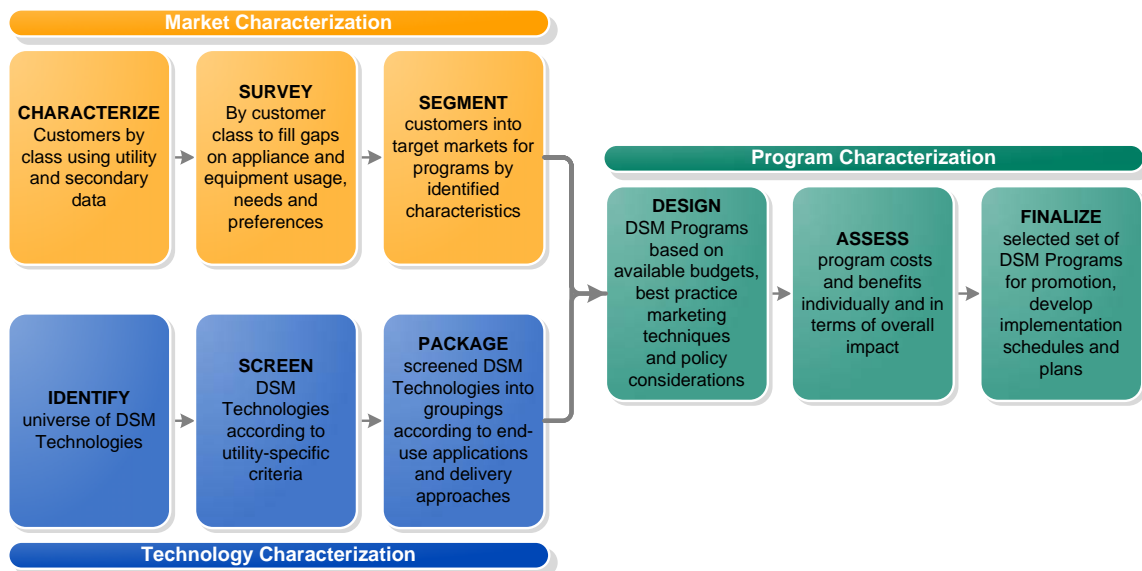 Market Characterization
CHARACTERIZE
Customers by
class using utility
and secondary
data
SURVEY
By customer
class to fill gaps
on appliance and
equipment usage,
needs and
preferences
SEGMENT
customers into
target markets for
programs by
identified
characteristics
Program Characterization
DESIGN
DSM Programs
based on
available budgets,
best practice
marketing
techniques
and policy
considerations
ASSESS
program costs
and benefits
individually and in
terms of overall
impact
FINALIZE
selected set of
DSM Programs
for promotion,
develop
implementation
schedules and
plans
IDENTIFY
universe of DSM
Technologies
SCREEN
DSM
Technologies
according to
utility-specific
criteria
PACKAGE
screened DSM
Technologies into
groupings
according to end-
use applications
and delivery
approaches
Technology Characterization